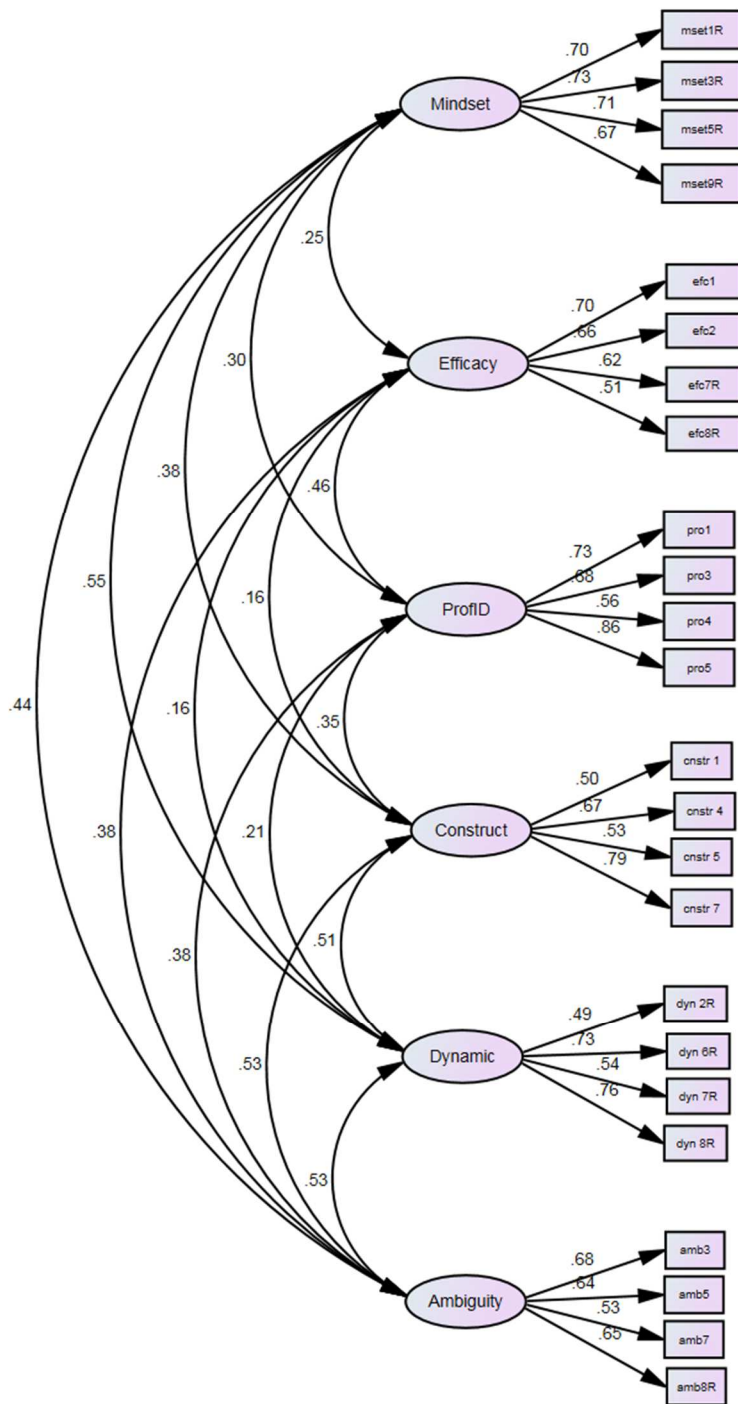 mset1R
.70
mset3R
.73
Mindset
.71
mset5R
.67
mset9R
.25
efc1
.70
efc2
.66
Efficacy
.62
efc7R
.51
efc8R
.30
.38
.46
pro1
.73
pro3
.68
ProfID
.56
pro4
.86
pro5
.55
.16
.44
.16
.35
cnstr 1
.50
cnstr 4
.67
Construct
.53
cnstr 5
.79
cnstr 7
.38
.21
.38
.51
dyn 2R
.49
dyn 6R
.73
Dynamic
.54
dyn 7R
.76
dyn 8R
.53
.53
amb3
.68
amb5
.64
Ambiguity
.53
amb7
.65
amb8R